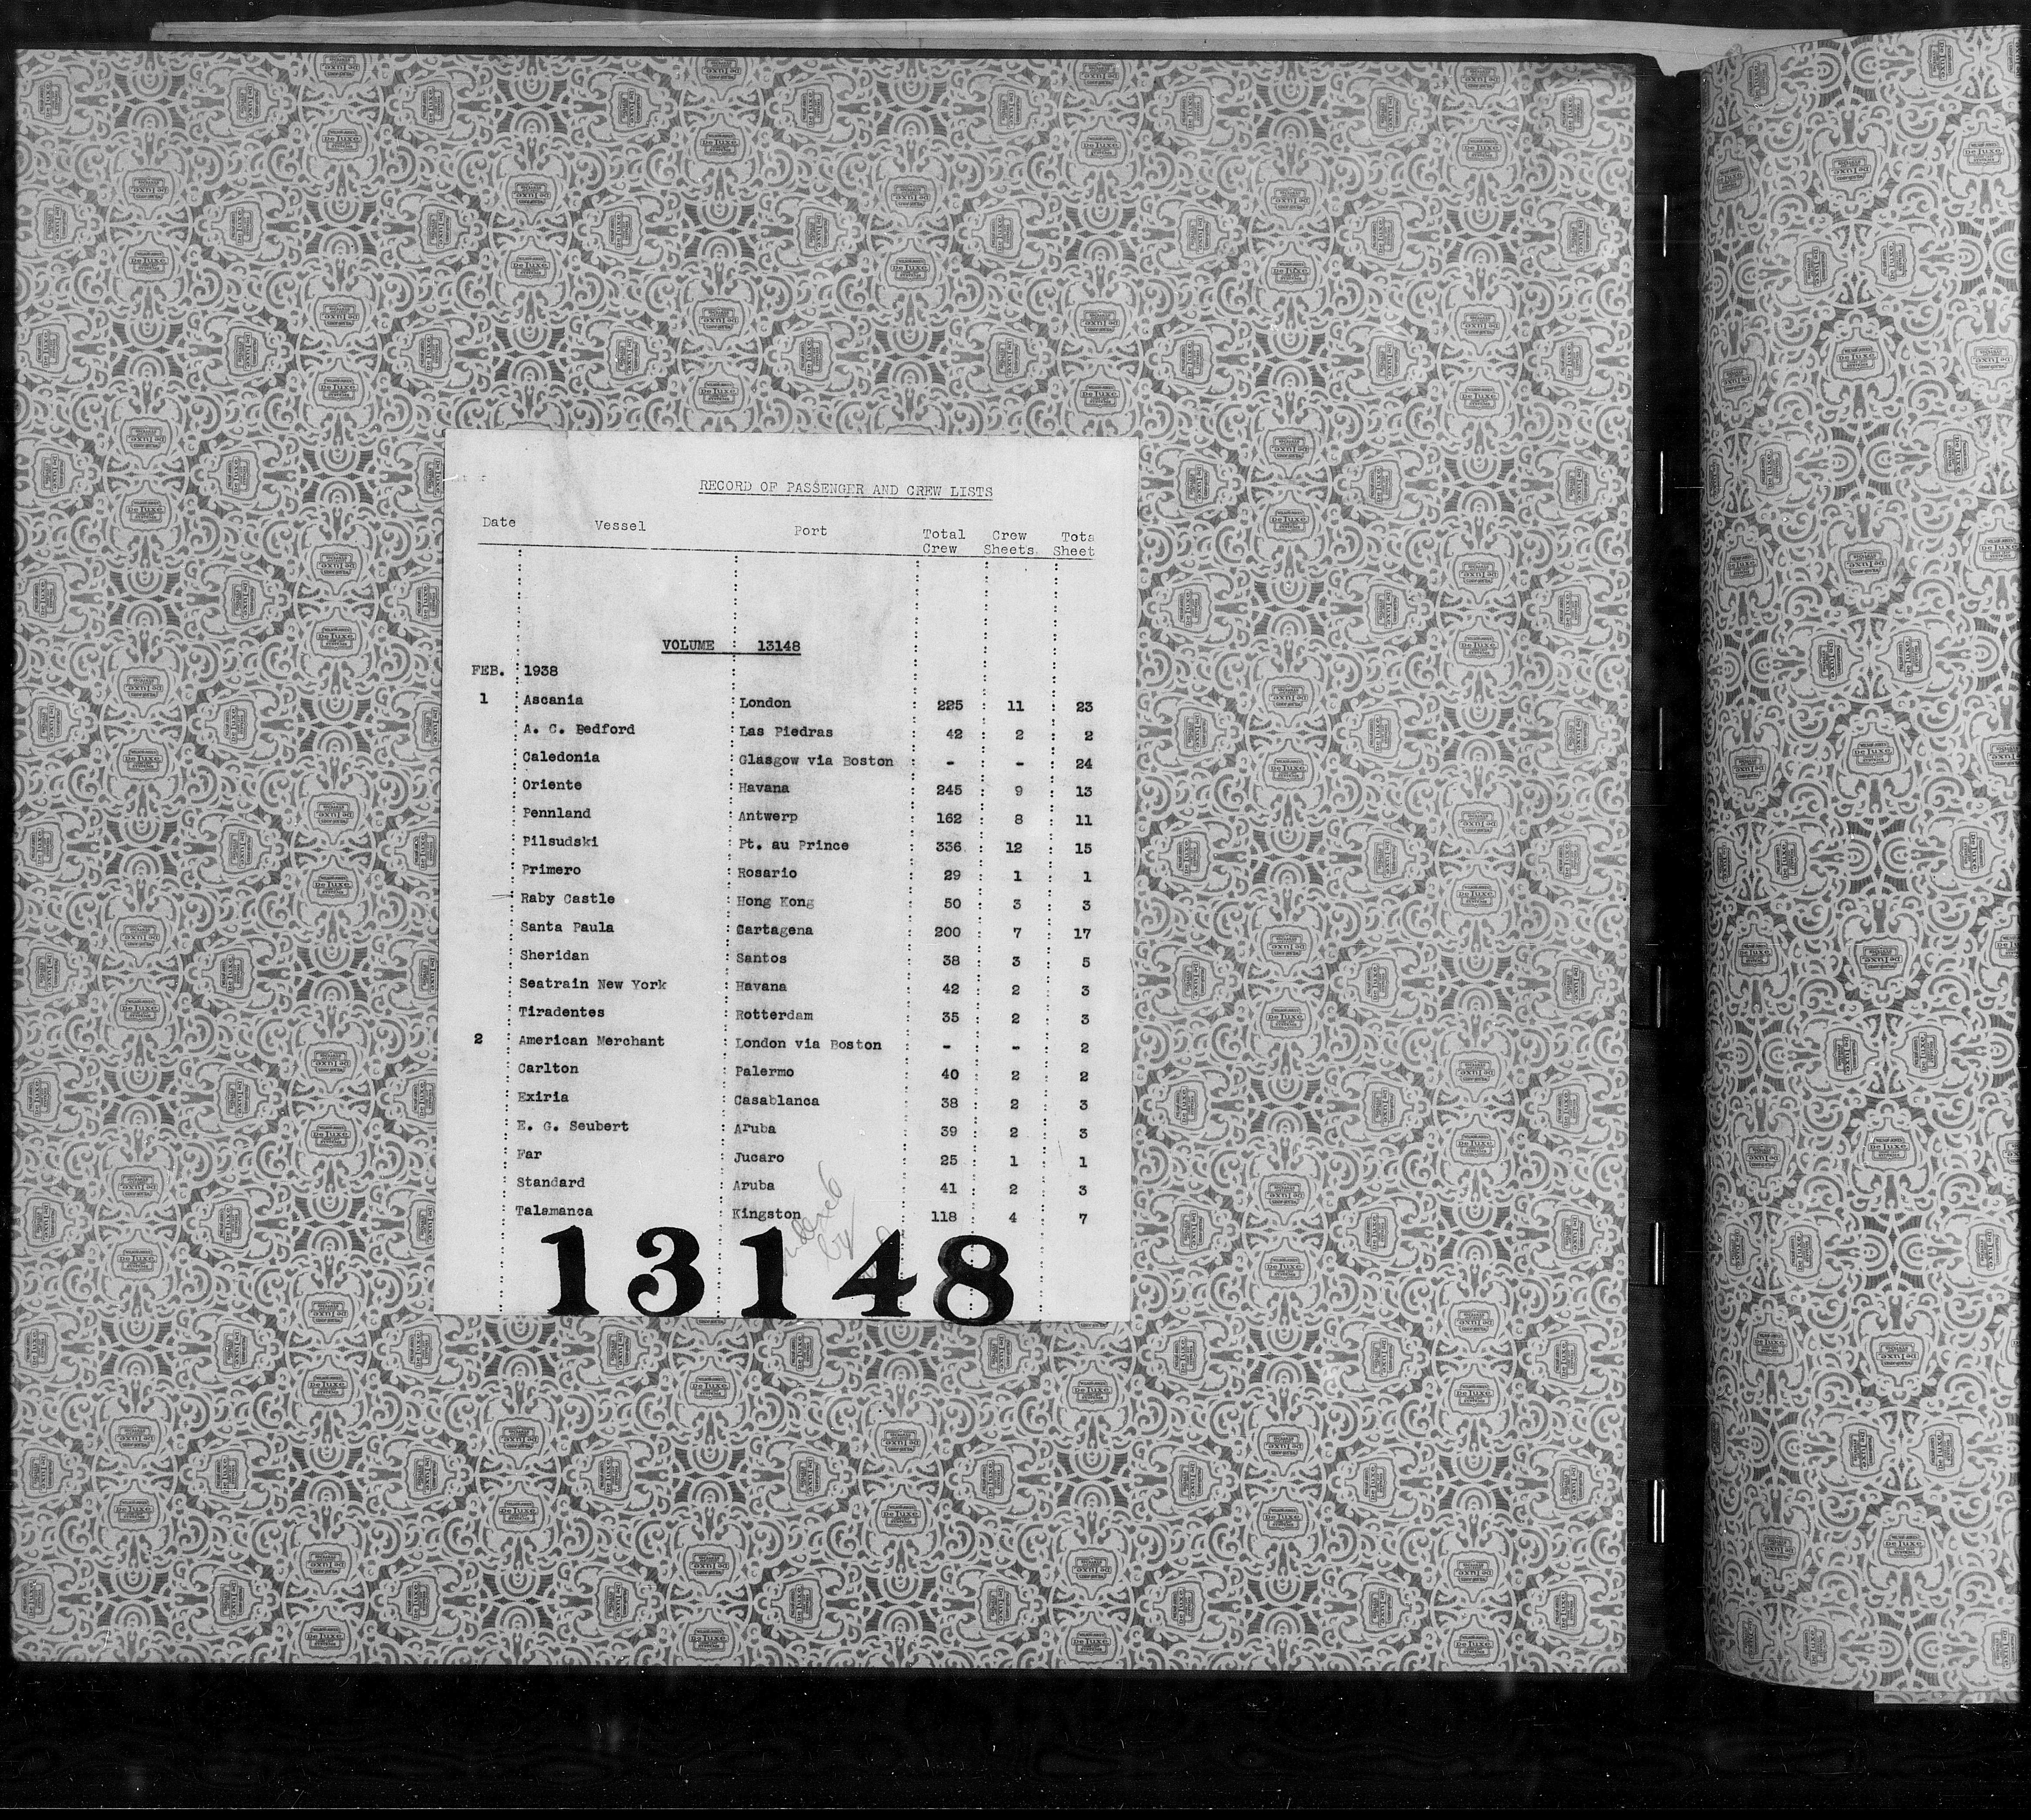 RECORD OF PASSENGER AND CREW LISTS
Date Vessel Port Total Crew Crew Sheets Tota Sheet
VOLUME : 13148
FEB. : 1938
1 : Ascania : London : 225 : 11 : 23
: A. C. Bedford : Las Piedras : 42 : 2 : 2
: Caledonia : Glasgow via Boston : - : - : 24
: Oriente : Havana : 245 : 9 : 13
: Pennland : Antwerp : 162 : 8 : 11
: Pilsudski : Pt. au Prince : 336 : 12 : 15
: Primero : Rosario : 29 : 1 : 1
: Raby Castle : Hong Kong : 50 : 3 : 3
: Santa Paula : Cartagena : 200 : 7 : 17
: Sheridan : Santos : 38 : 3 : 5
: Seatrain New York : Havana : 42 : 2 : 3
: Tiradentes : Rotterdam : 35 : 2 : 3
2 : American Merchant : London via Boston : - : - : 2
: Carlton : Palermo : 40 : 2 : 2
: Exiria : Casablanca : 38 : 2 : 3
: E. G. Seubert : Aruba : 39 : 2 : 3
: Far : Jucaro : 25 : 1 : 1
: Standard : Aruba : 41 : 2 : 3
: Talamanca : Kingston : 118 : 4 : 7
13148
De Luxe